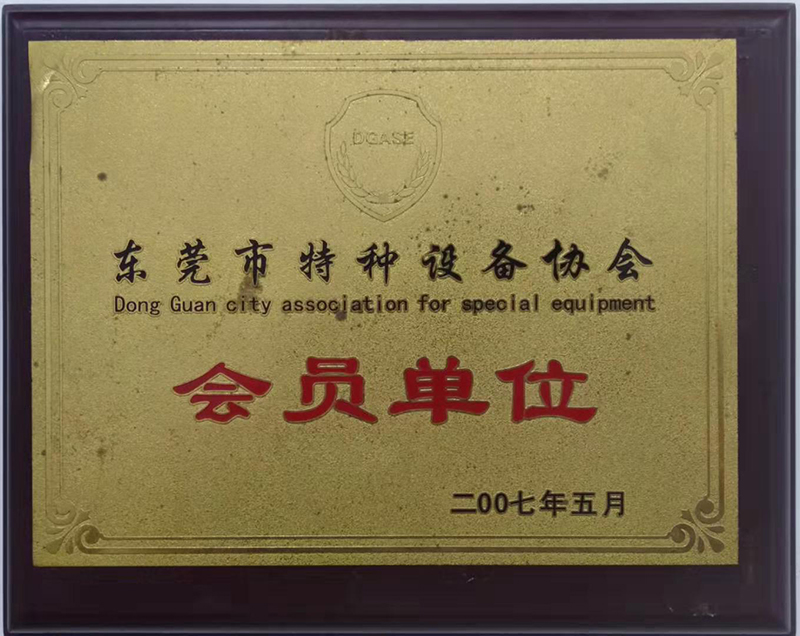 DGASE
东莞市特种设备协会
Dong Guan city association for special equipment
会员单位
二00七年五月